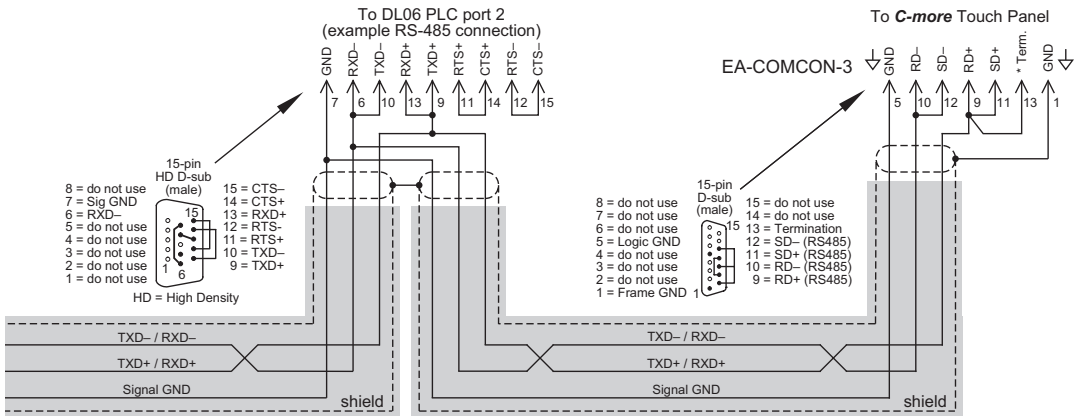 To DL06 PLC port 2
(example RS-485 connection)
GND
RXD–
TXD–
RXD+
TXD+
RTS+
CTS+
RTS–
CTS–
7 6 10 13 9 11 14 12 15
To C-more Touch Panel
EA-COMCON-3
GND
RD–
SD–
RD+
SD+
* Term.
GND
5 10 12 9 11 13 1
15-pin
HD D-sub
(male)
8 = do not use
7 = Sig GND
6 = RXD–
5 = do not use
4 = do not use
3 = do not use
2 = do not use
1 = do not use
15
1
6
15 = CTS–
14 = CTS+
13 = RXD+
12 = RTS-
11 = RTS+
10 = TXD–
9 = TXD+
HD = High Density
15-pin
D-sub
(male)
8 = do not use
7 = do not use
6 = do not use
5 = Logic GND
4 = do not use
3 = do not use
2 = do not use
1 = Frame GND
15
1
15 = do not use
14 = do not use
13 = Termination
12 = SD– (RS485)
11 = SD+ (RS485)
10 = RD– (RS485)
9 = RD+ (RS485)
TXD– / RXD–
TXD+ / RXD+
Signal GND
shield
TXD– / RXD–
TXD+ / RXD+
Signal GND
shield